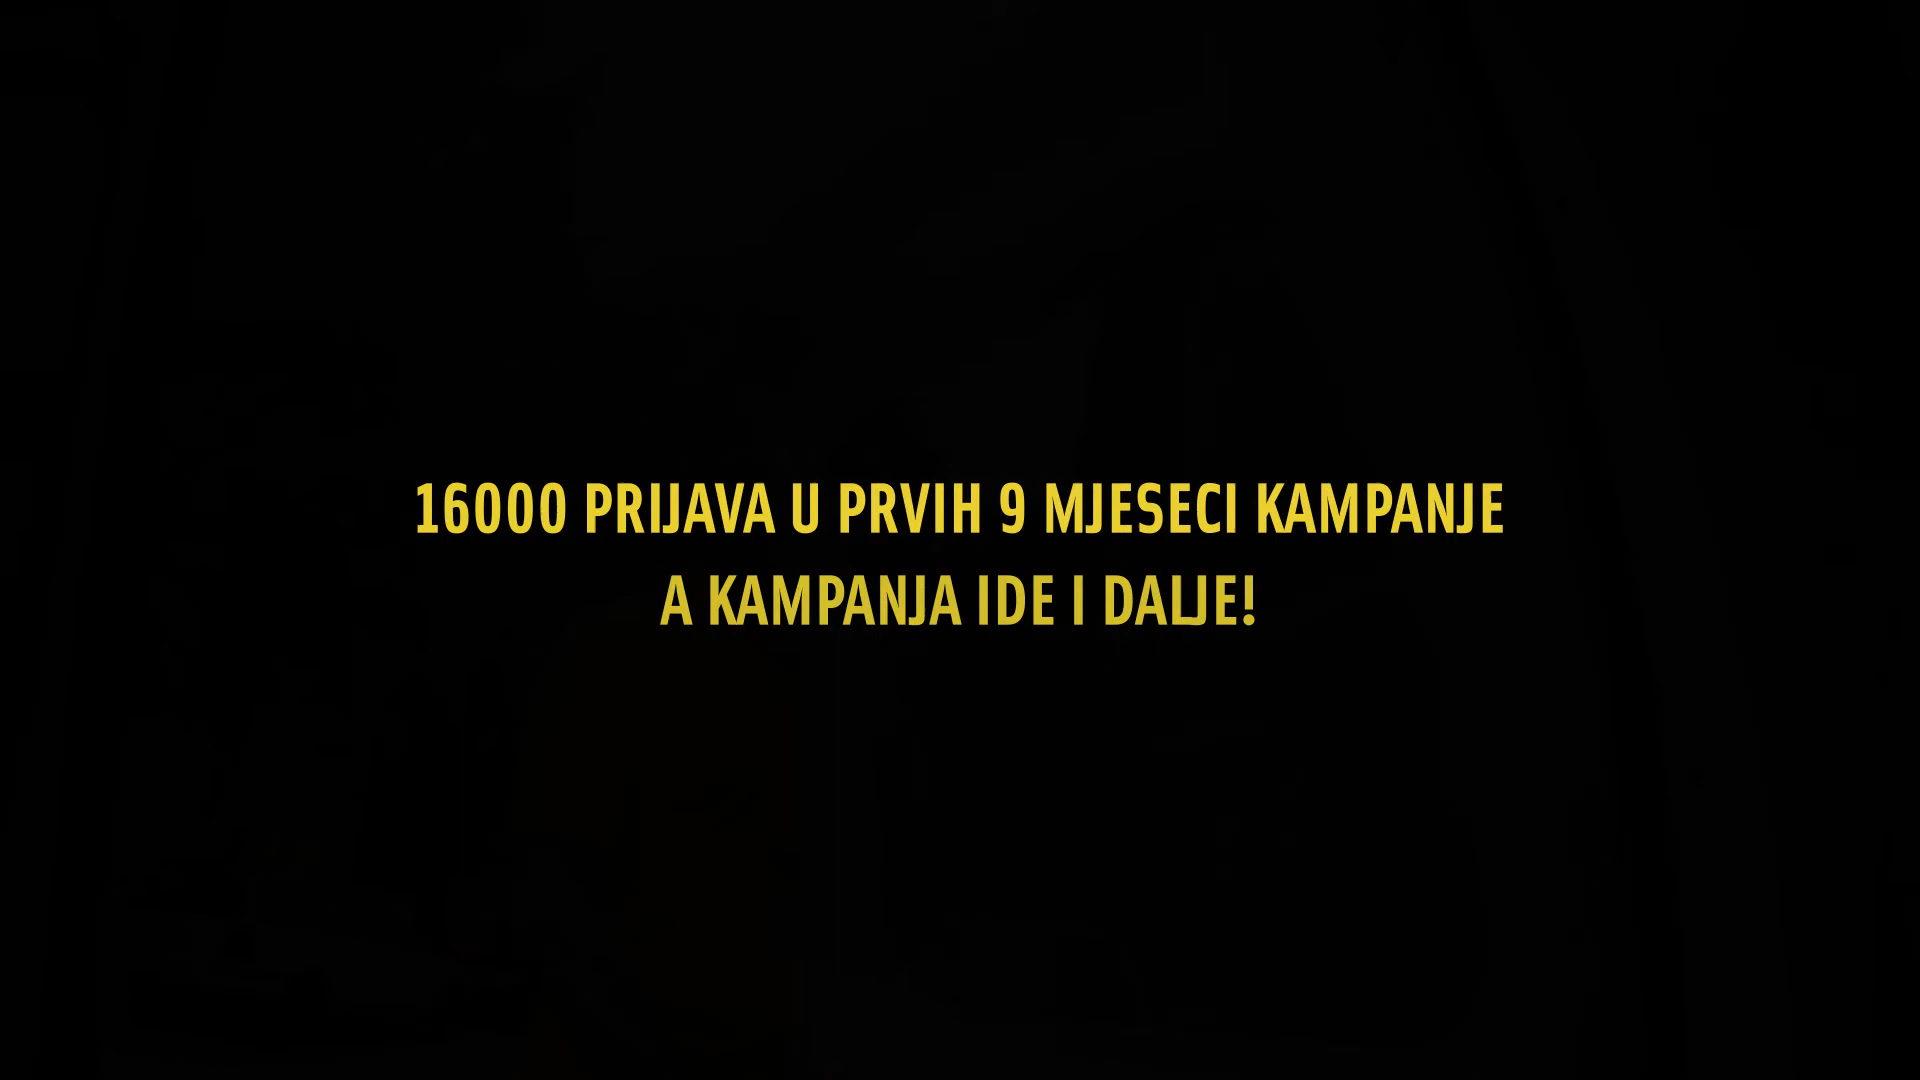 16000 PRIJAVA U PRVIH 9 MJESECI KAMPANJE
A KAMPANJA IDE I DALJE!